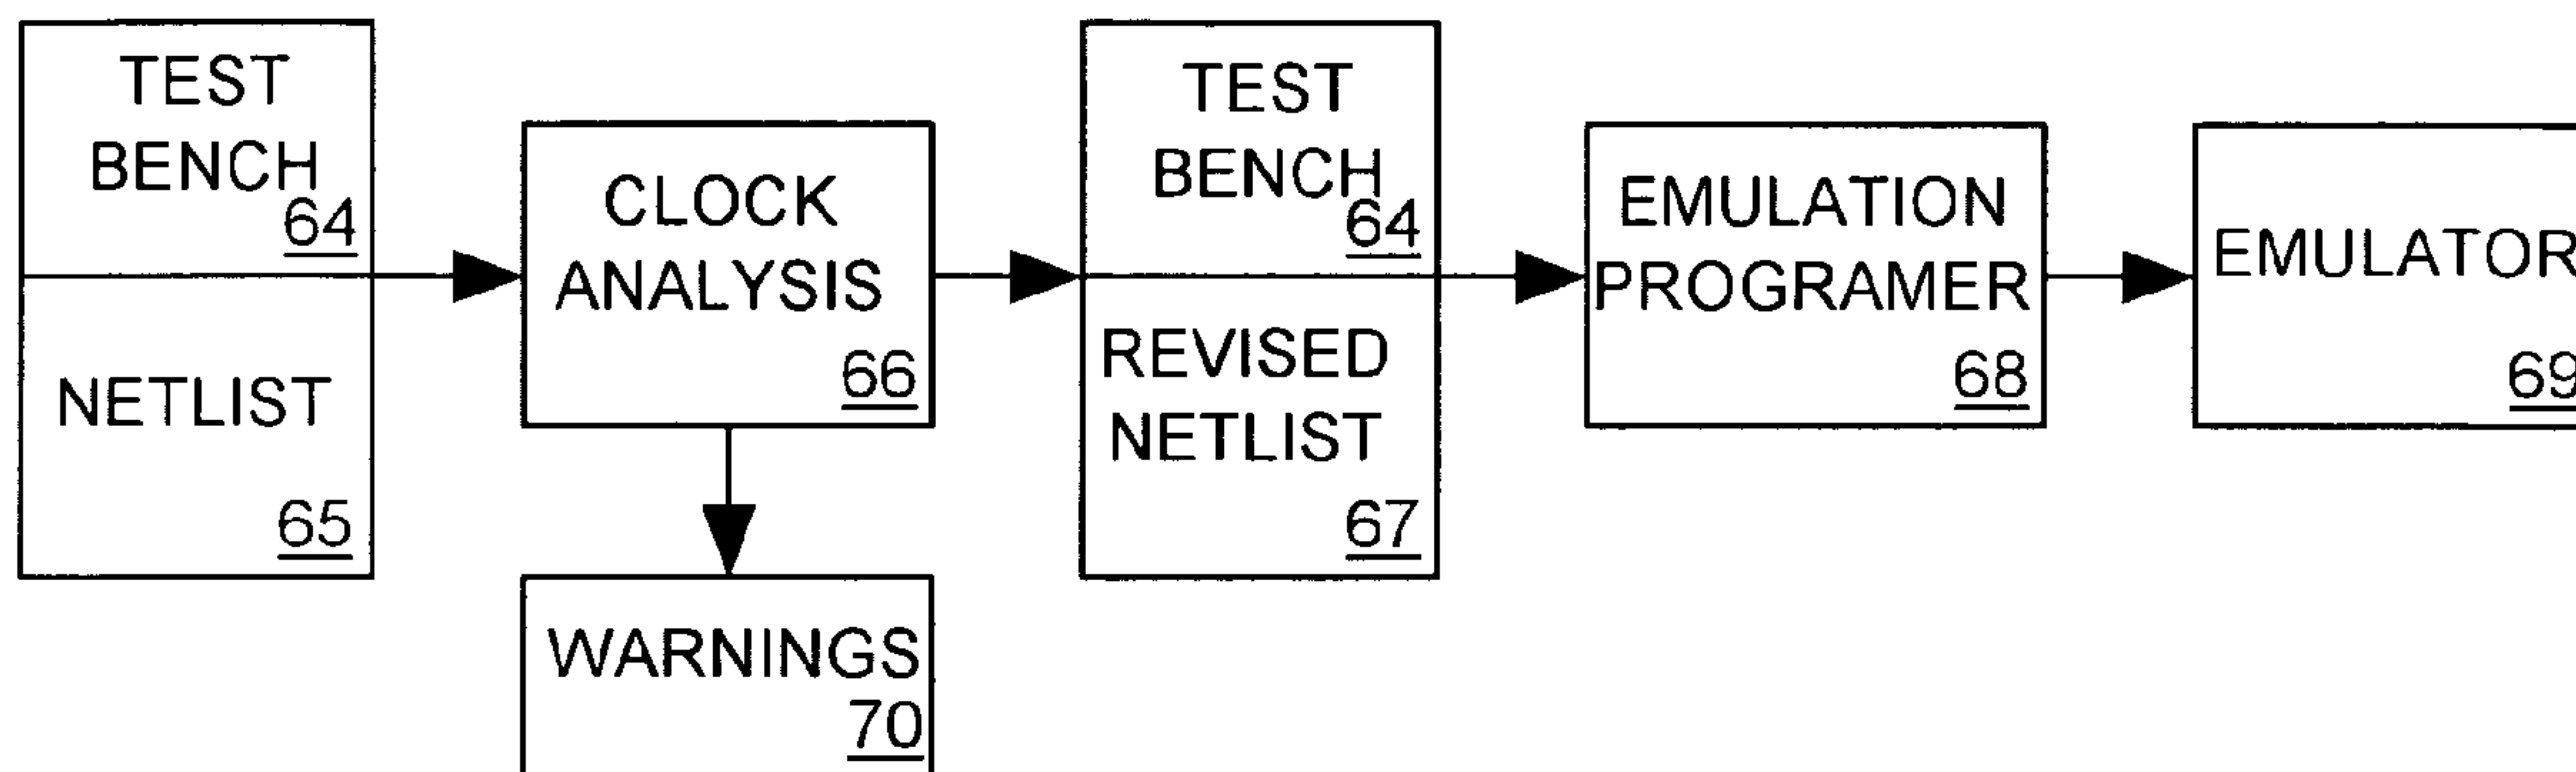 TEST
BENCH
64
NETLIST
65
CLOCK
ANALYSIS
66
WARNINGS
70
TEST
BENCH
64
REVISED
NETLIST
67
EMULATION
PROGRAMER
68
EMULATOR
69